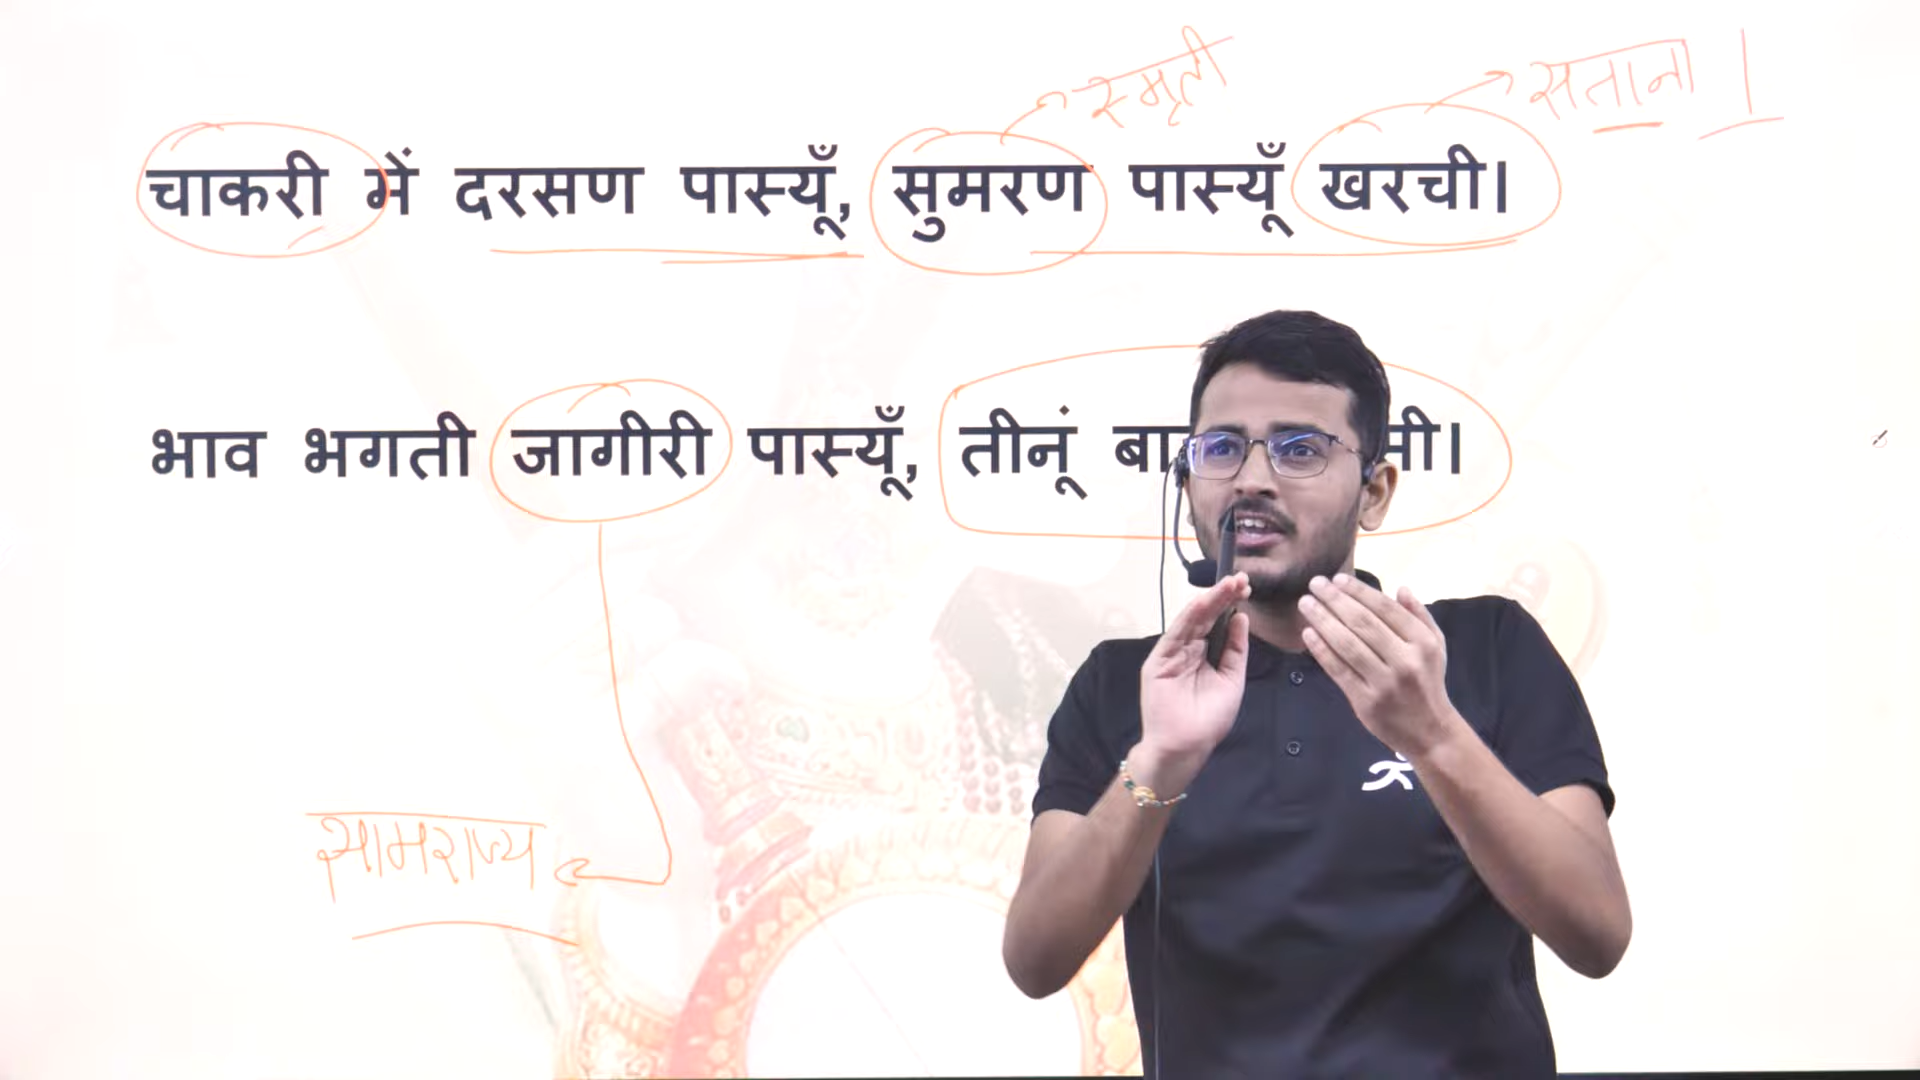 स्मृती
सताना।
चाकरी में दरसण पास्यूँ, सुमरण पास्यूँ खरची।
भाव भगती जागीरी पास्यूँ, तीनूं
सामराज्य